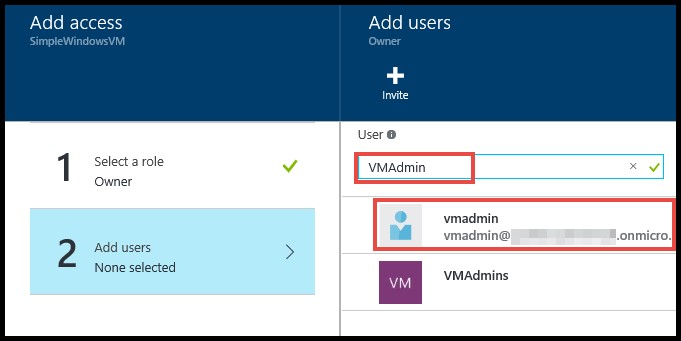 Add access
SimpleWindowsVM
Add users
Owner
Invite
1
Select a role
Owner
2
Add users
None selected
User
VMAdmin
vmadmin
vmadmin@ .onmicro.
VM
VMAdmins